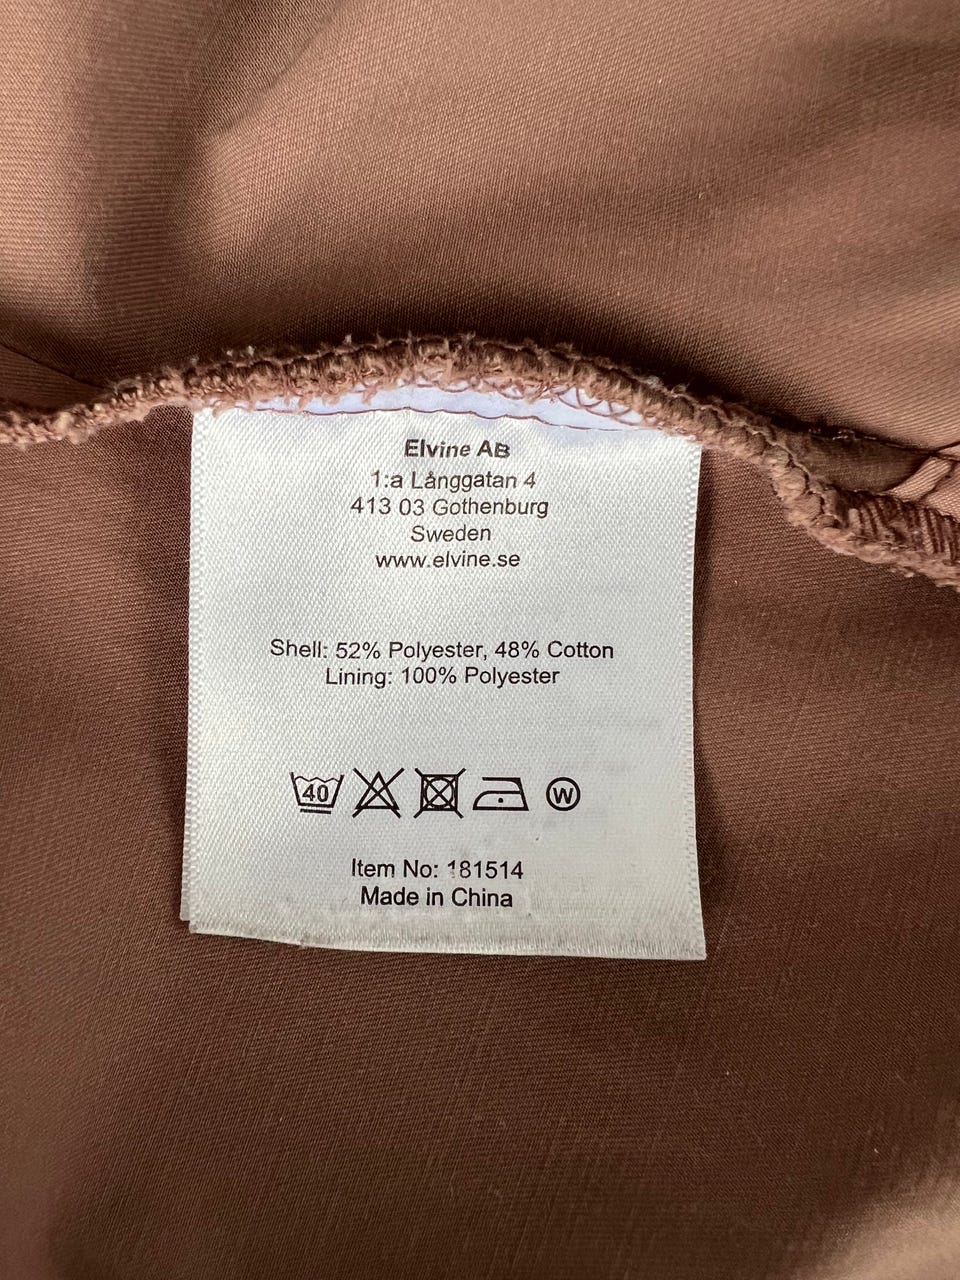 Elvine AB
1:a Långgatan 4
413 03 Gothenburg
Sweden
www.elvine.se
Shell: 52% Polyester, 48% Cotton
Lining: 100% Polyester
40 W
Item No: 181514
Made in China